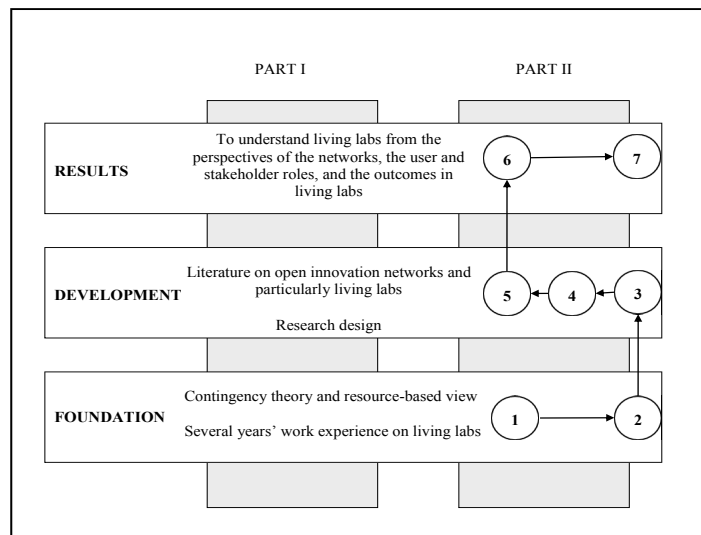 PART I
PART II
RESULTS
To understand living labs from the
perspectives of the networks, the user and
stakeholder roles, and the outcomes in
living labs
6
7
DEVELOPMENT
Literature on open innovation networks and
particularly living labs
Research design
5
4
3
FOUNDATION
Contingency theory and resource-based view
Several years’ work experience on living labs
1
2